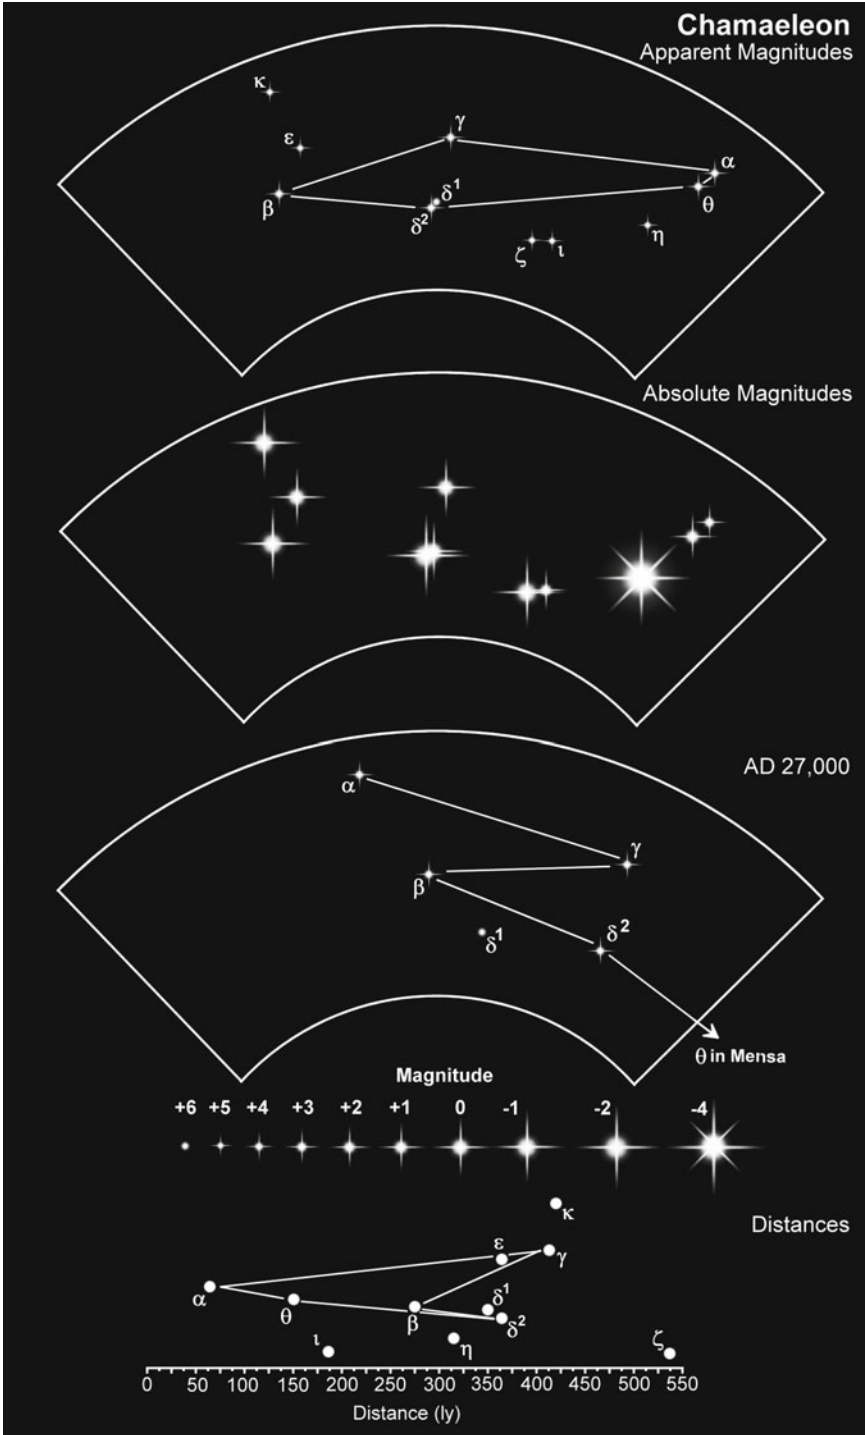 Chamaeleon
Apparent Magnitudes
κ
ε
γ
α
β
δ¹
δ²
θ
η
ζ
ι
Absolute Magnitudes
AD 27,000
α
γ
β
δ¹
δ²
θ in Mensa
Magnitude
+6 +5 +4 +3 +2 +1 0 -1 -2 -4
Distances
κ
ε
γ
α
θ
β
δ¹
δ²
ι
η
ζ
0 50 100 150 200 250 300 350 400 450 500 550
Distance (ly)